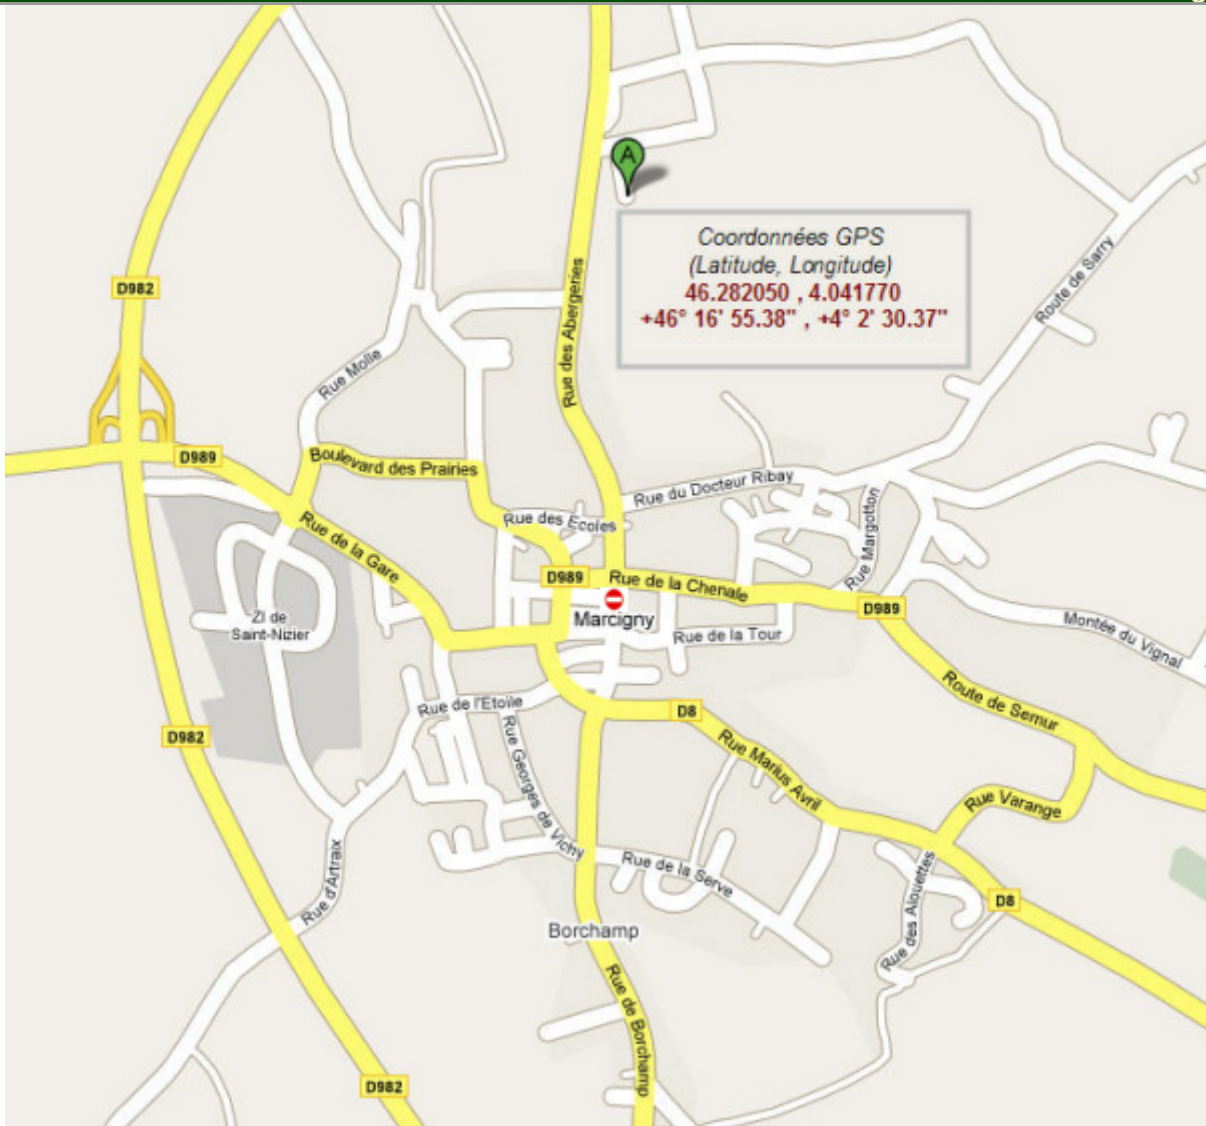 A
Coordonnées GPS
(Latitude, Longitude)
46.282050 , 4.041770
+46° 16' 55.38" , +4° 2' 30.37"
Route de Sarry
D982
Rue des Abergeries
Rue Molle
D989
Boulevard des Prairies
Rue du Docteur Ribay
Rue des Ecoles
Rue Margotton
Rue de la Gare
D989
Rue de la Chenale
D989
Marcigny
ZI de
Saint-Nizier
Rue de la Tour
Montée du Vignal
Route de Semur
Rue de l'Etoile
D8
D982
Rue Georges de Vichy
Rue Marius Avril
Rue Varange
Rue d'Artraix
Rue de la Serve
Rue des Alouettes
D8
Borchamp
Rue de Borchamp
D982